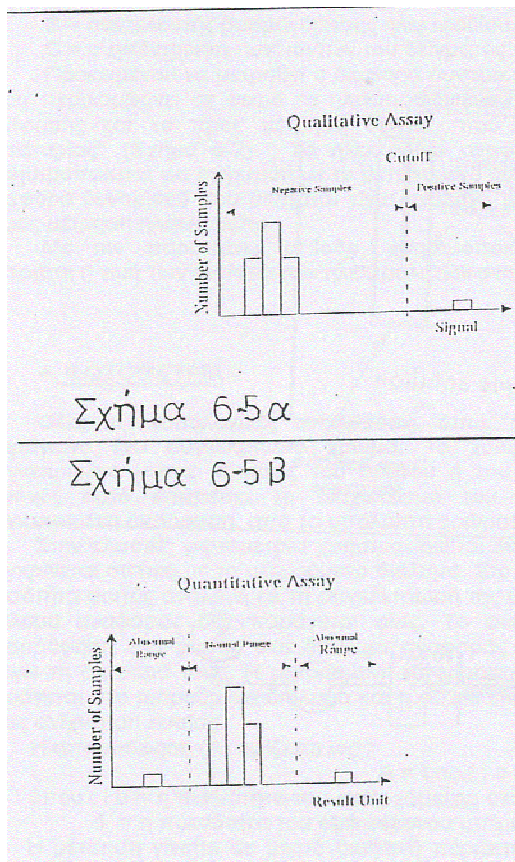 Qualitative Assay
Cutoff
Negative Samples
Positive Samples
Number of Samples
Signal
Σχήμα 6-5α
Σχήμα 6-5β
Quantitative Assay
Abnormal
Range
Normal Range
Abnormal
Range
Number of Samples
Result Unit